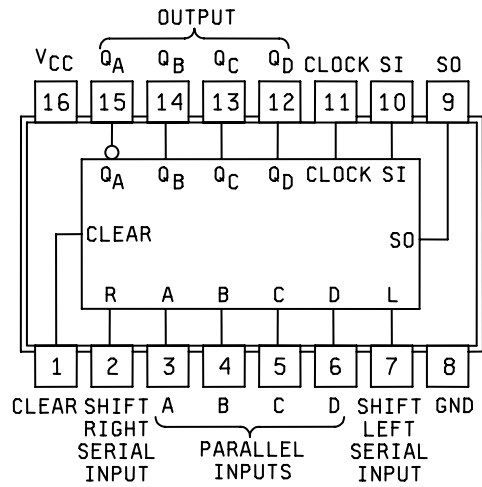 OUTPUT
VCC QA QB QC QD CLOCK SI SO
16 15 14 13 12 11 10 9
QA QB QC QD CLOCK SI
CLEAR
SO
R A B C D L
1 2 3 4 5 6 7 8
CLEAR SHIFT A B C D SHIFT GND
RIGHT LEFT
SERIAL PARALLEL SERIAL
INPUT INPUTS INPUT